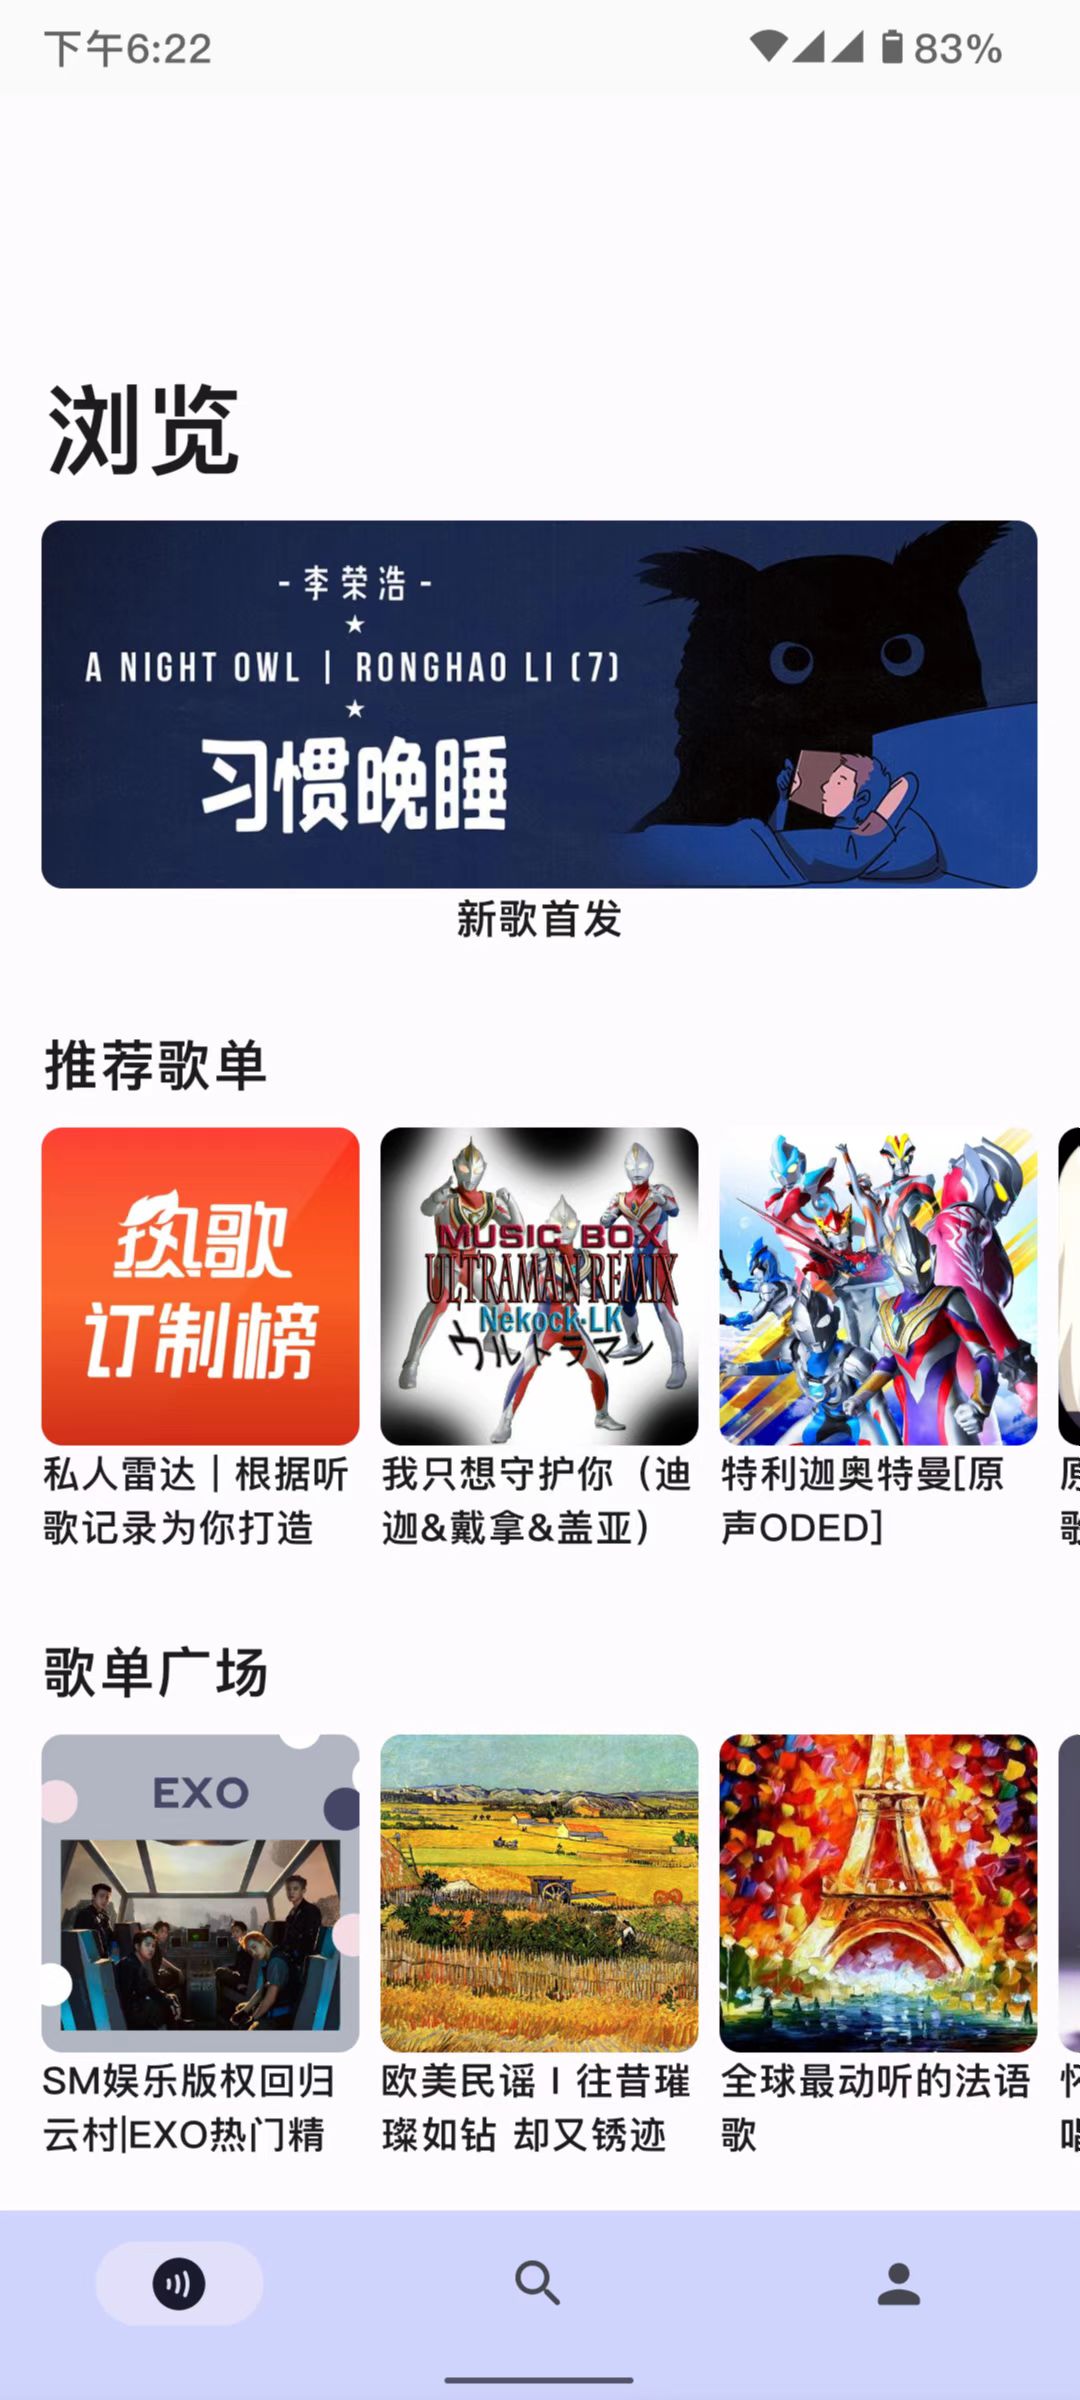 下午6:22
83%
浏览
- 李荣浩 -
A NIGHT OWL | RONGHAO LI (7)
习惯晚睡
新歌首发
推荐歌单
热歌
订制榜
MUSIC BOX
ULTRAMAN REMIX
Nekock·LK
ウルトラマン
私人雷达 | 根据听
歌记录为你打造
我只想守护你（迪
迦&戴拿&盖亚）
特利迦奥特曼[原
声ODED]
歌单广场
EXO
SM娱乐版权回归
云村|EXO热门精
欧美民谣 I 往昔璀
璨如钻 却又锈迹
全球最动听的法语
歌